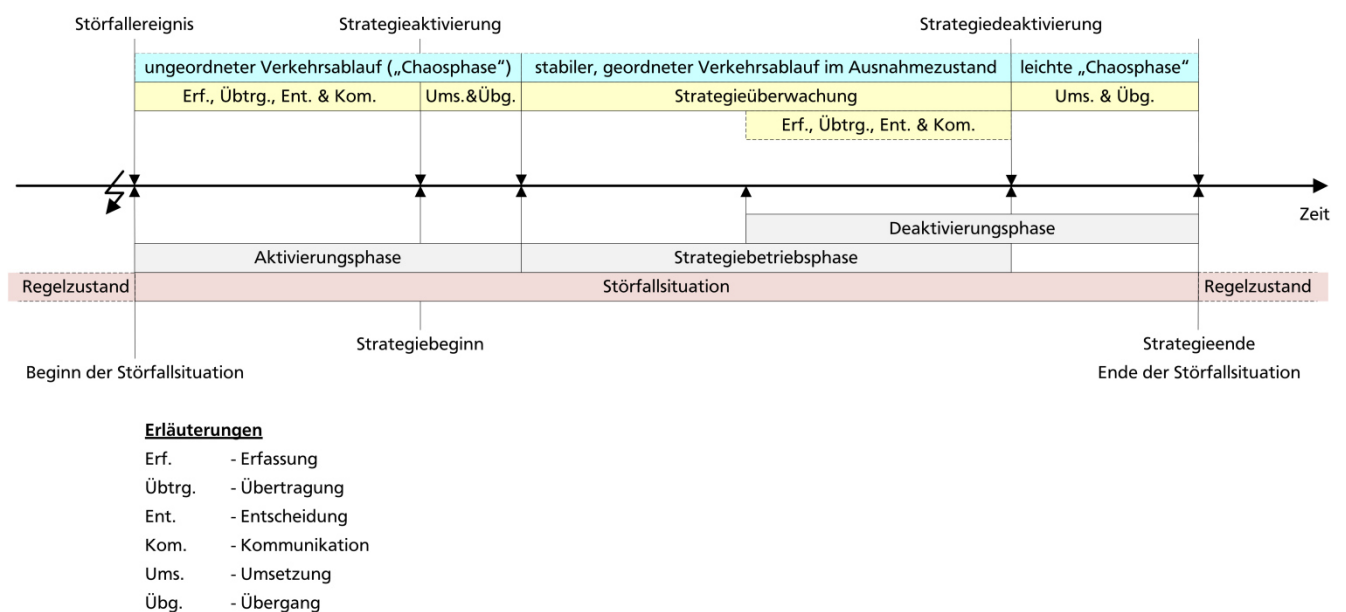 Störfallereignis Strategieaktivierung Strategiedeaktivierung
ungeordneter Verkehrsablauf („Chaosphase“) stabiler, geordneter Verkehrsablauf im Ausnahmezustand leichte „Chaosphase“
Erf., Übtrg., Ent. & Kom. Ums.&Übg. Strategieüberwachung Ums. & Übg.
Erf., Übtrg., Ent. & Kom.
Zeit
Deaktivierungsphase
Aktivierungsphase Strategiebetriebsphase
Regelzustand Störfallsituation Regelzustand
Strategiebeginn Strategieende
Beginn der Störfallsituation Ende der Störfallsituation
Erläuterungen
Erf. - Erfassung
Übtrg. - Übertragung
Ent. - Entscheidung
Kom. - Kommunikation
Ums. - Umsetzung
Übg. - Übergang